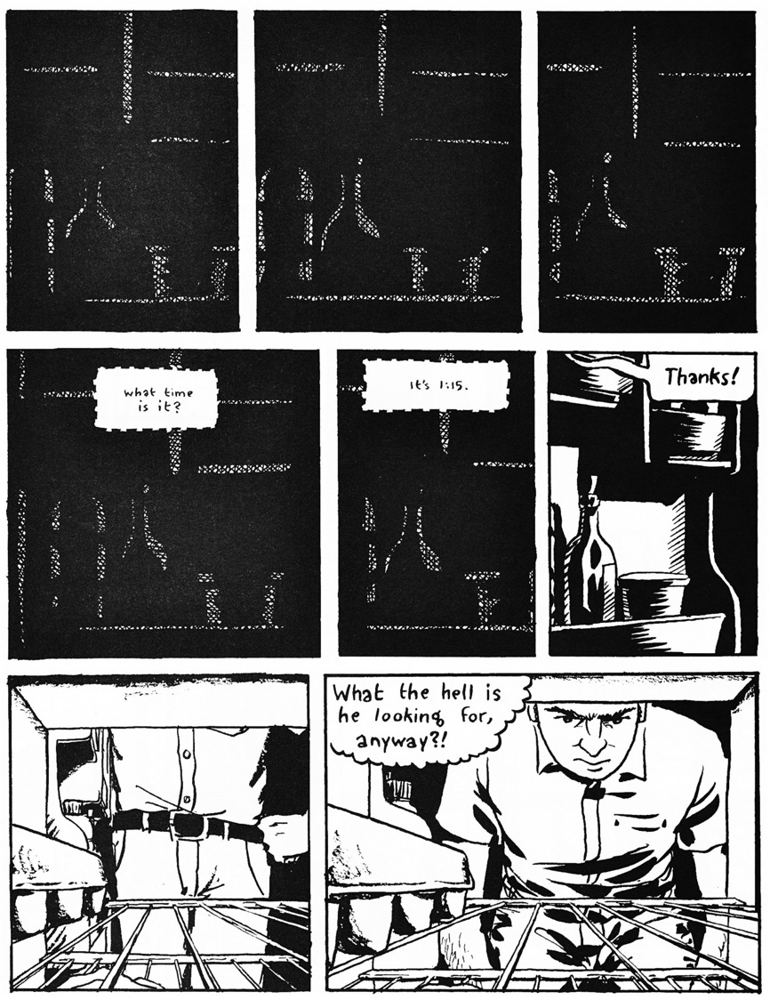 what time
is it?
it's 1:15.
Thanks!
What the hell is
he looking for,
anyway?!